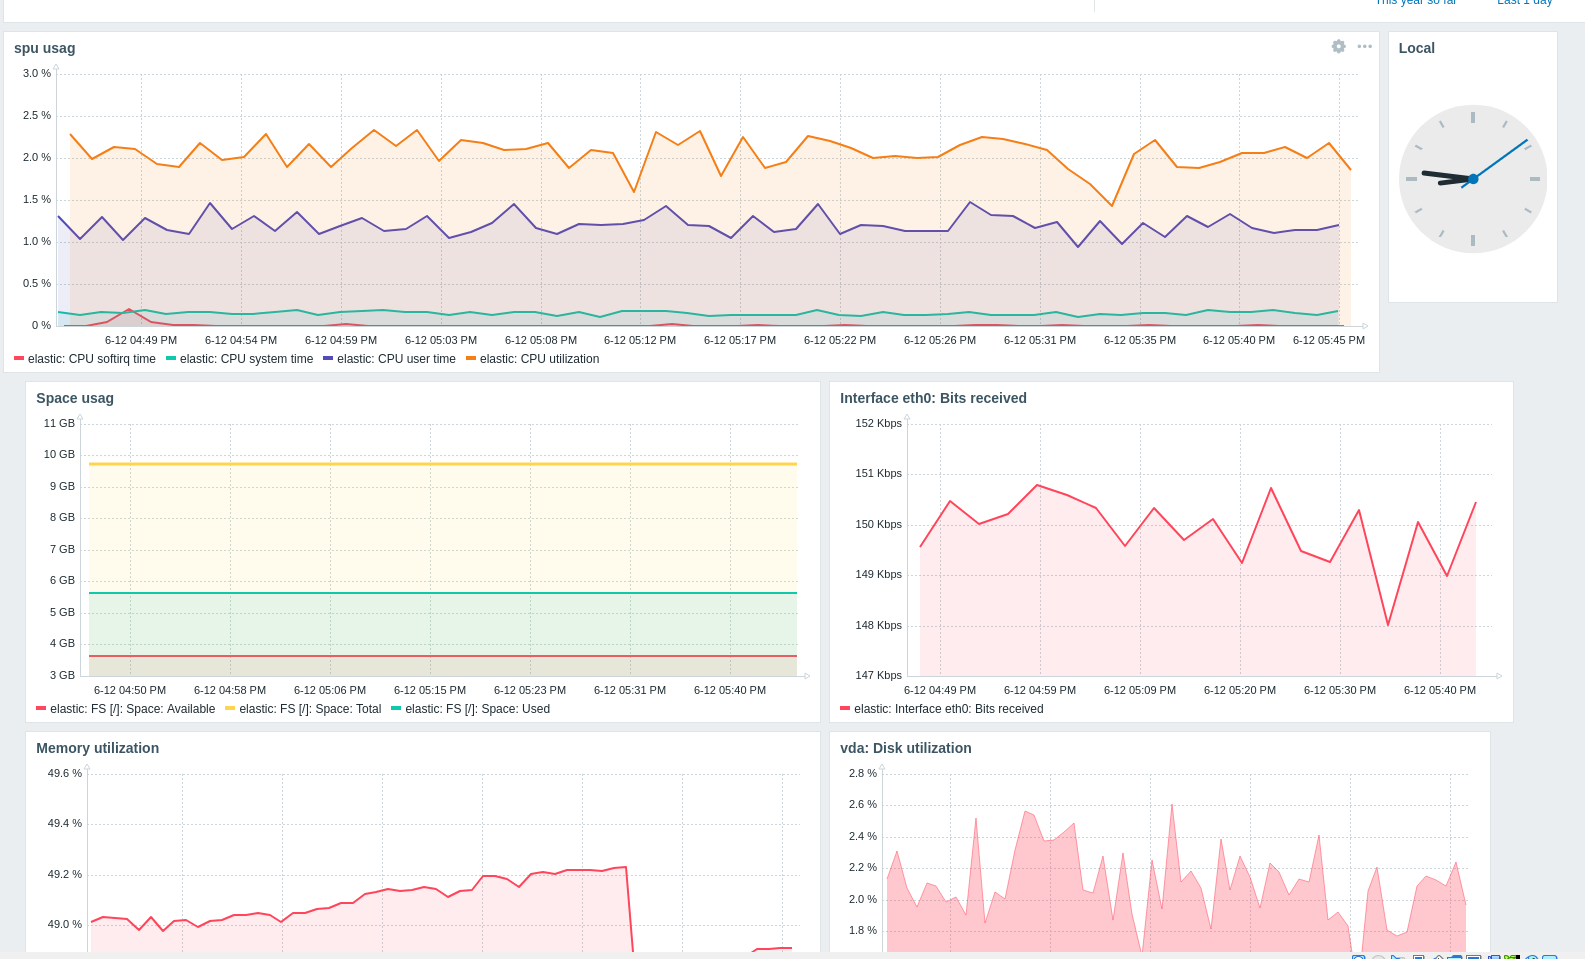 This year so far Last 1 day
spu usag
Local
3.0 %
2.5 %
2.0 %
1.5 %
1.0 %
0.5 %
0 %
6-12 04:49 PM 6-12 04:54 PM 6-12 04:59 PM 6-12 05:03 PM 6-12 05:08 PM 6-12 05:12 PM 6-12 05:17 PM 6-12 05:22 PM 6-12 05:26 PM 6-12 05:31 PM 6-12 05:35 PM 6-12 05:40 PM 6-12 05:45 PM
elastic: CPU softirq time elastic: CPU system time elastic: CPU user time elastic: CPU utilization
Space usag
11 GB
10 GB
9 GB
8 GB
7 GB
6 GB
5 GB
4 GB
3 GB
6-12 04:50 PM 6-12 04:58 PM 6-12 05:06 PM 6-12 05:15 PM 6-12 05:23 PM 6-12 05:31 PM 6-12 05:40 PM
elastic: FS [/]: Space: Available elastic: FS [/]: Space: Total elastic: FS [/]: Space: Used
Interface eth0: Bits received
152 Kbps
151 Kbps
150 Kbps
149 Kbps
148 Kbps
147 Kbps
6-12 04:49 PM 6-12 04:59 PM 6-12 05:09 PM 6-12 05:20 PM 6-12 05:30 PM 6-12 05:40 PM
elastic: Interface eth0: Bits received
Memory utilization
49.6 %
49.4 %
49.2 %
49.0 %
vda: Disk utilization
2.8 %
2.6 %
2.4 %
2.2 %
2.0 %
1.8 %